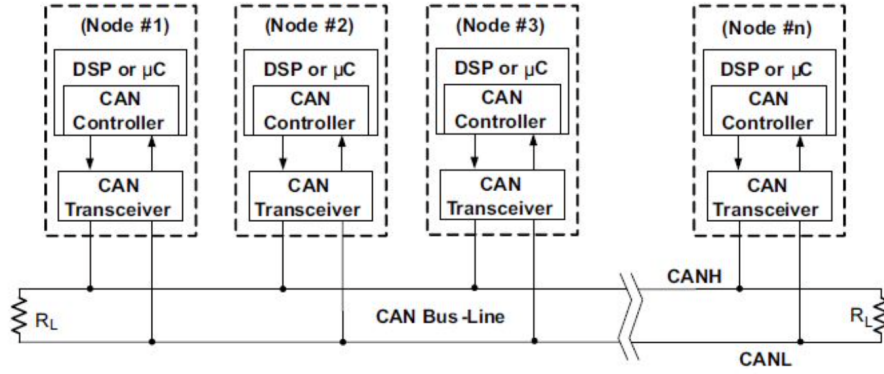 (Node #1)
DSP or µC
CAN
Controller
CAN
Transceiver
(Node #2)
DSP or µC
CAN
Controller
CAN
Transceiver
(Node #3)
DSP or µC
CAN
Controller
CAN
Transceiver
(Node #n)
DSP or µC
CAN
Controller
CAN
Transceiver
CANH
RL
CAN Bus-Line
RL
CANL